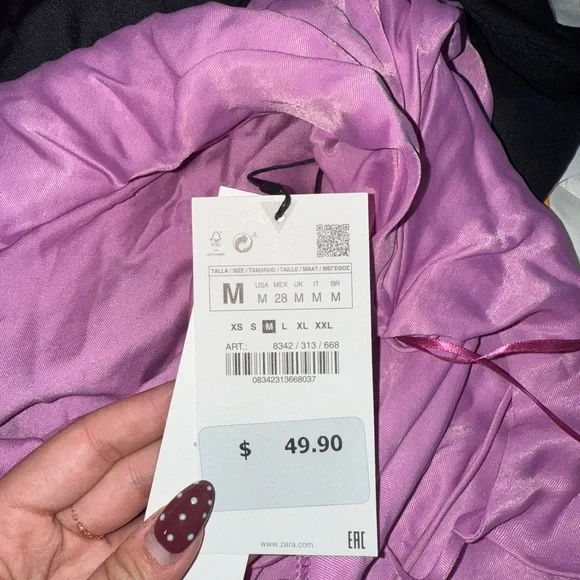 FSC
TALLA / SIZE / TAMANHO / TAILLE / MAAT / ΜΕΓΕΘΟΣ
M
USA MEX UK IT BR
M 28 M M M
XS S M L XL XXL
ART.: 8342 / 313 / 668
08342313668037
$ 49.90
www.zara.com
EAC